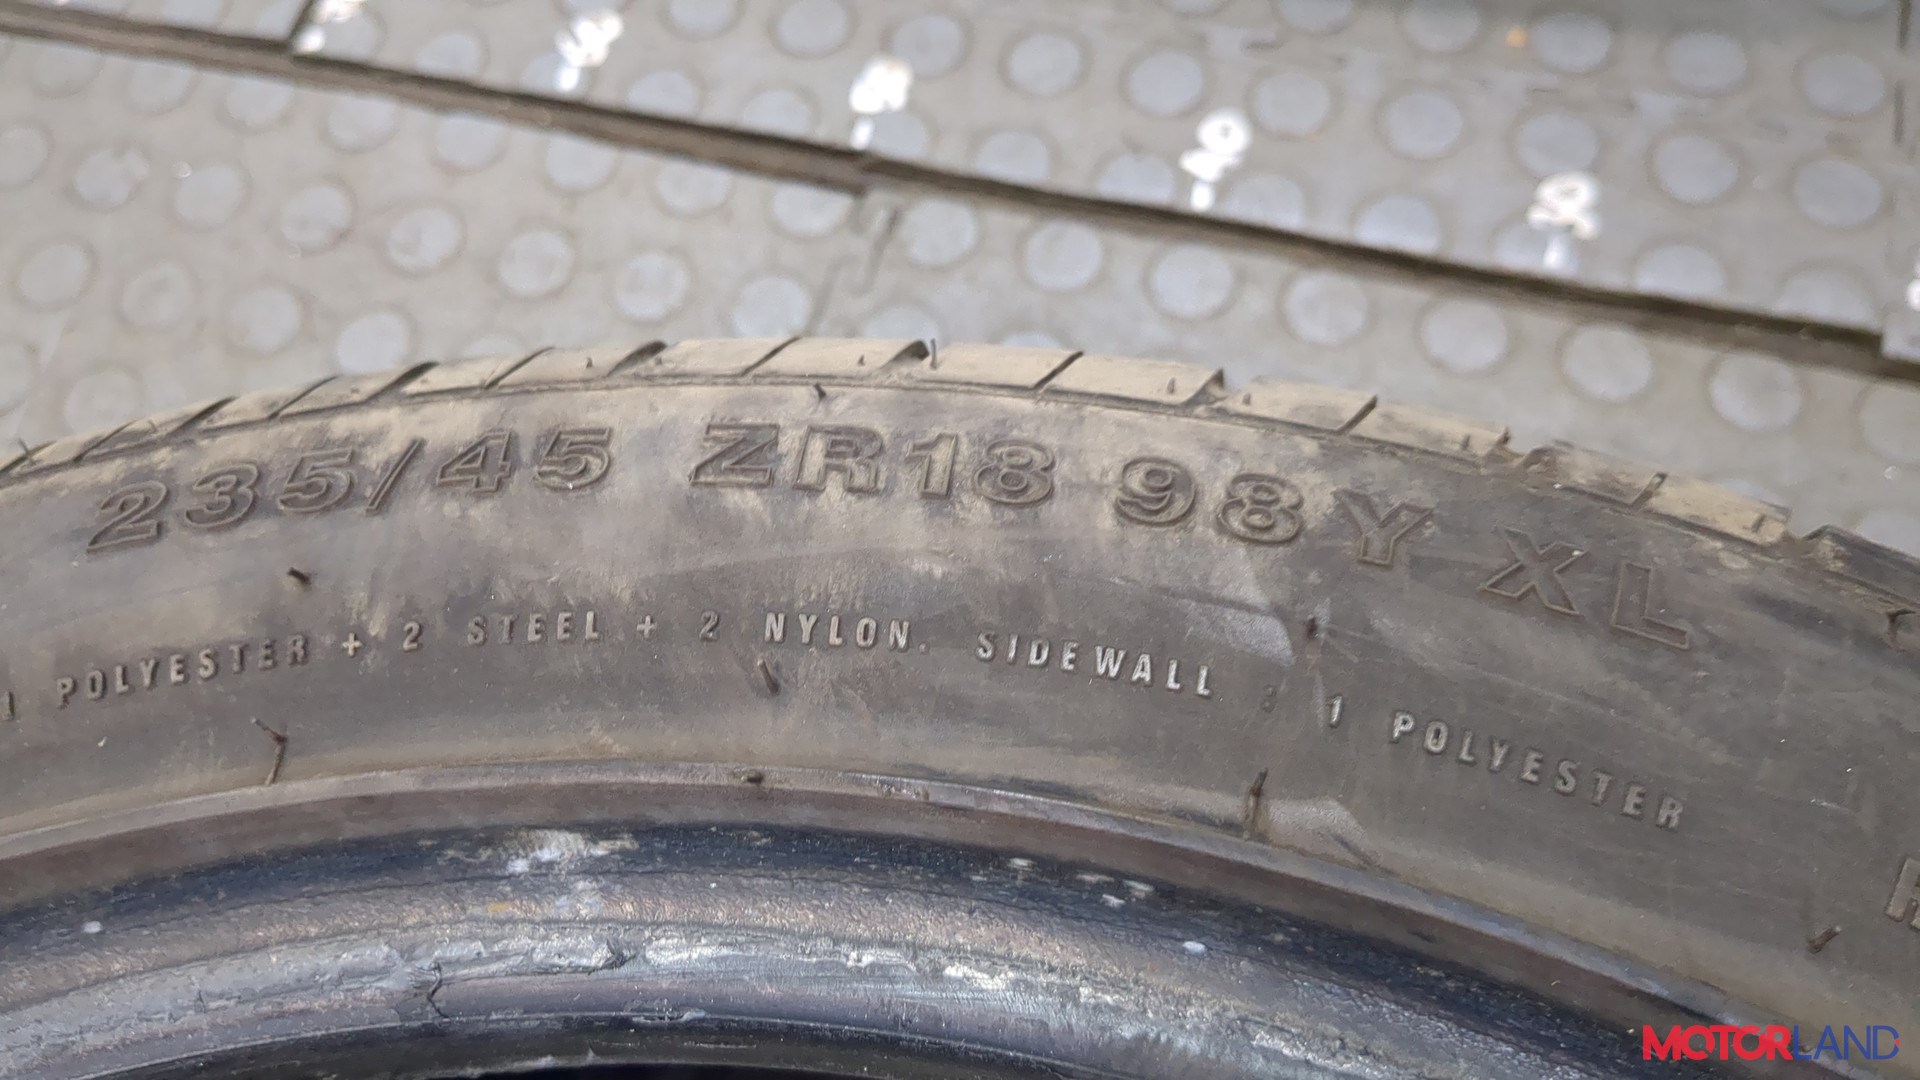 235/45 ZR18 98Y XL
1 POLYESTER + 2 STEEL + 2 NYLON. SIDEWALL : 1 POLYESTER
MOTORLAND